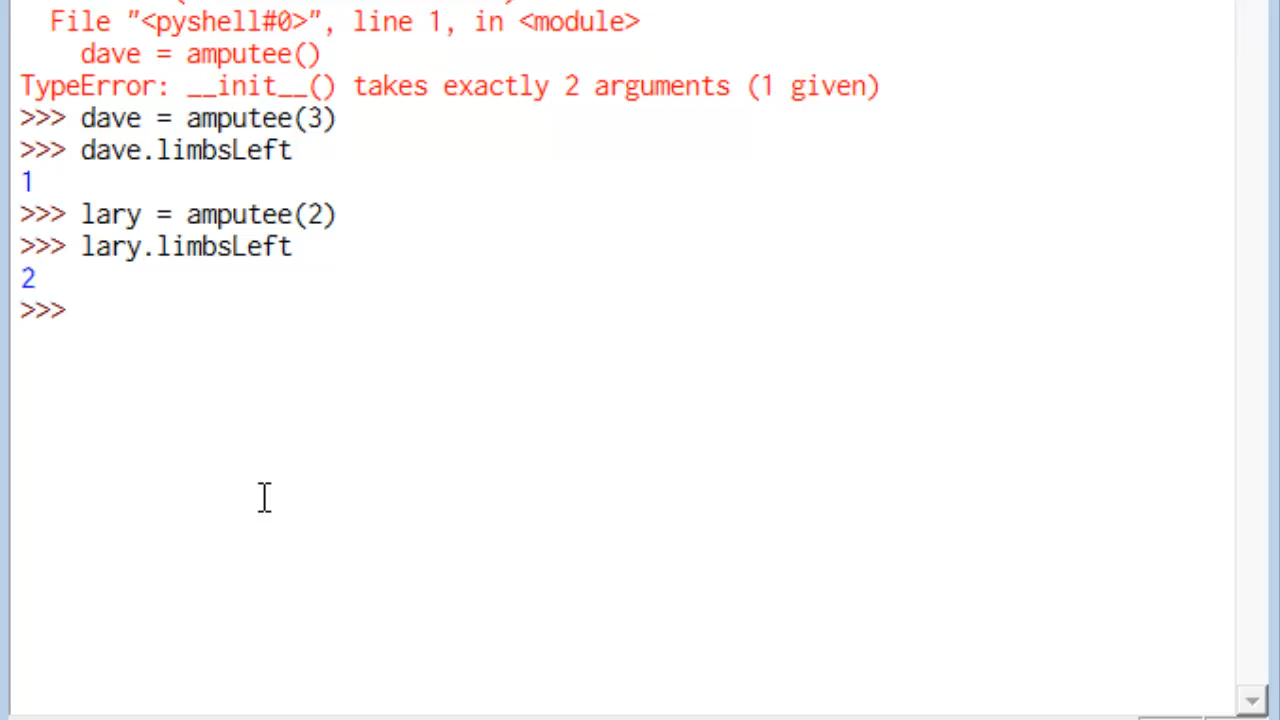 File "<pyshell#0>", line 1, in <module>
dave = amputee()
TypeError: __init__() takes exactly 2 arguments (1 given)
>>> dave = amputee(3)
>>> dave.limbsLeft
1
>>> lary = amputee(2)
>>> lary.limbsLeft
2
>>>